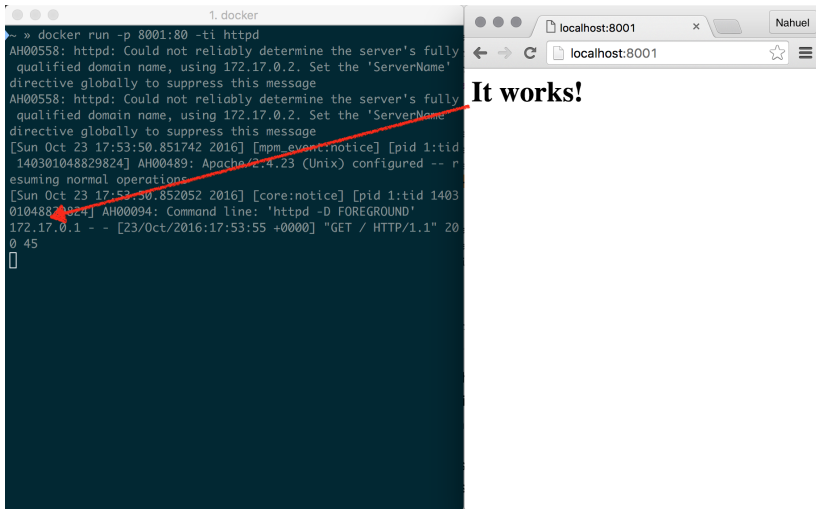 1. docker
~ » docker run -p 8001:80 -ti httpd
AH00558: httpd: Could not reliably determine the server's fully
 qualified domain name, using 172.17.0.2. Set the 'ServerName'
directive globally to suppress this message
AH00558: httpd: Could not reliably determine the server's fully
 qualified domain name, using 172.17.0.2. Set the 'ServerName'
directive globally to suppress this message
[Sun Oct 23 17:53:50.851742 2016] [mpm_event:notice] [pid 1:tid
 140301048829824] AH00489: Apache/2.4.23 (Unix) configured -- r
esuming normal operations
[Sun Oct 23 17:53:50.852052 2016] [core:notice] [pid 1:tid 1403
01048829824] AH00094: Command line: 'httpd -D FOREGROUND'
172.17.0.1 - - [23/Oct/2016:17:53:55 +0000] "GET / HTTP/1.1" 20
0 45
localhost:8001
Nahuel
localhost:8001
It works!